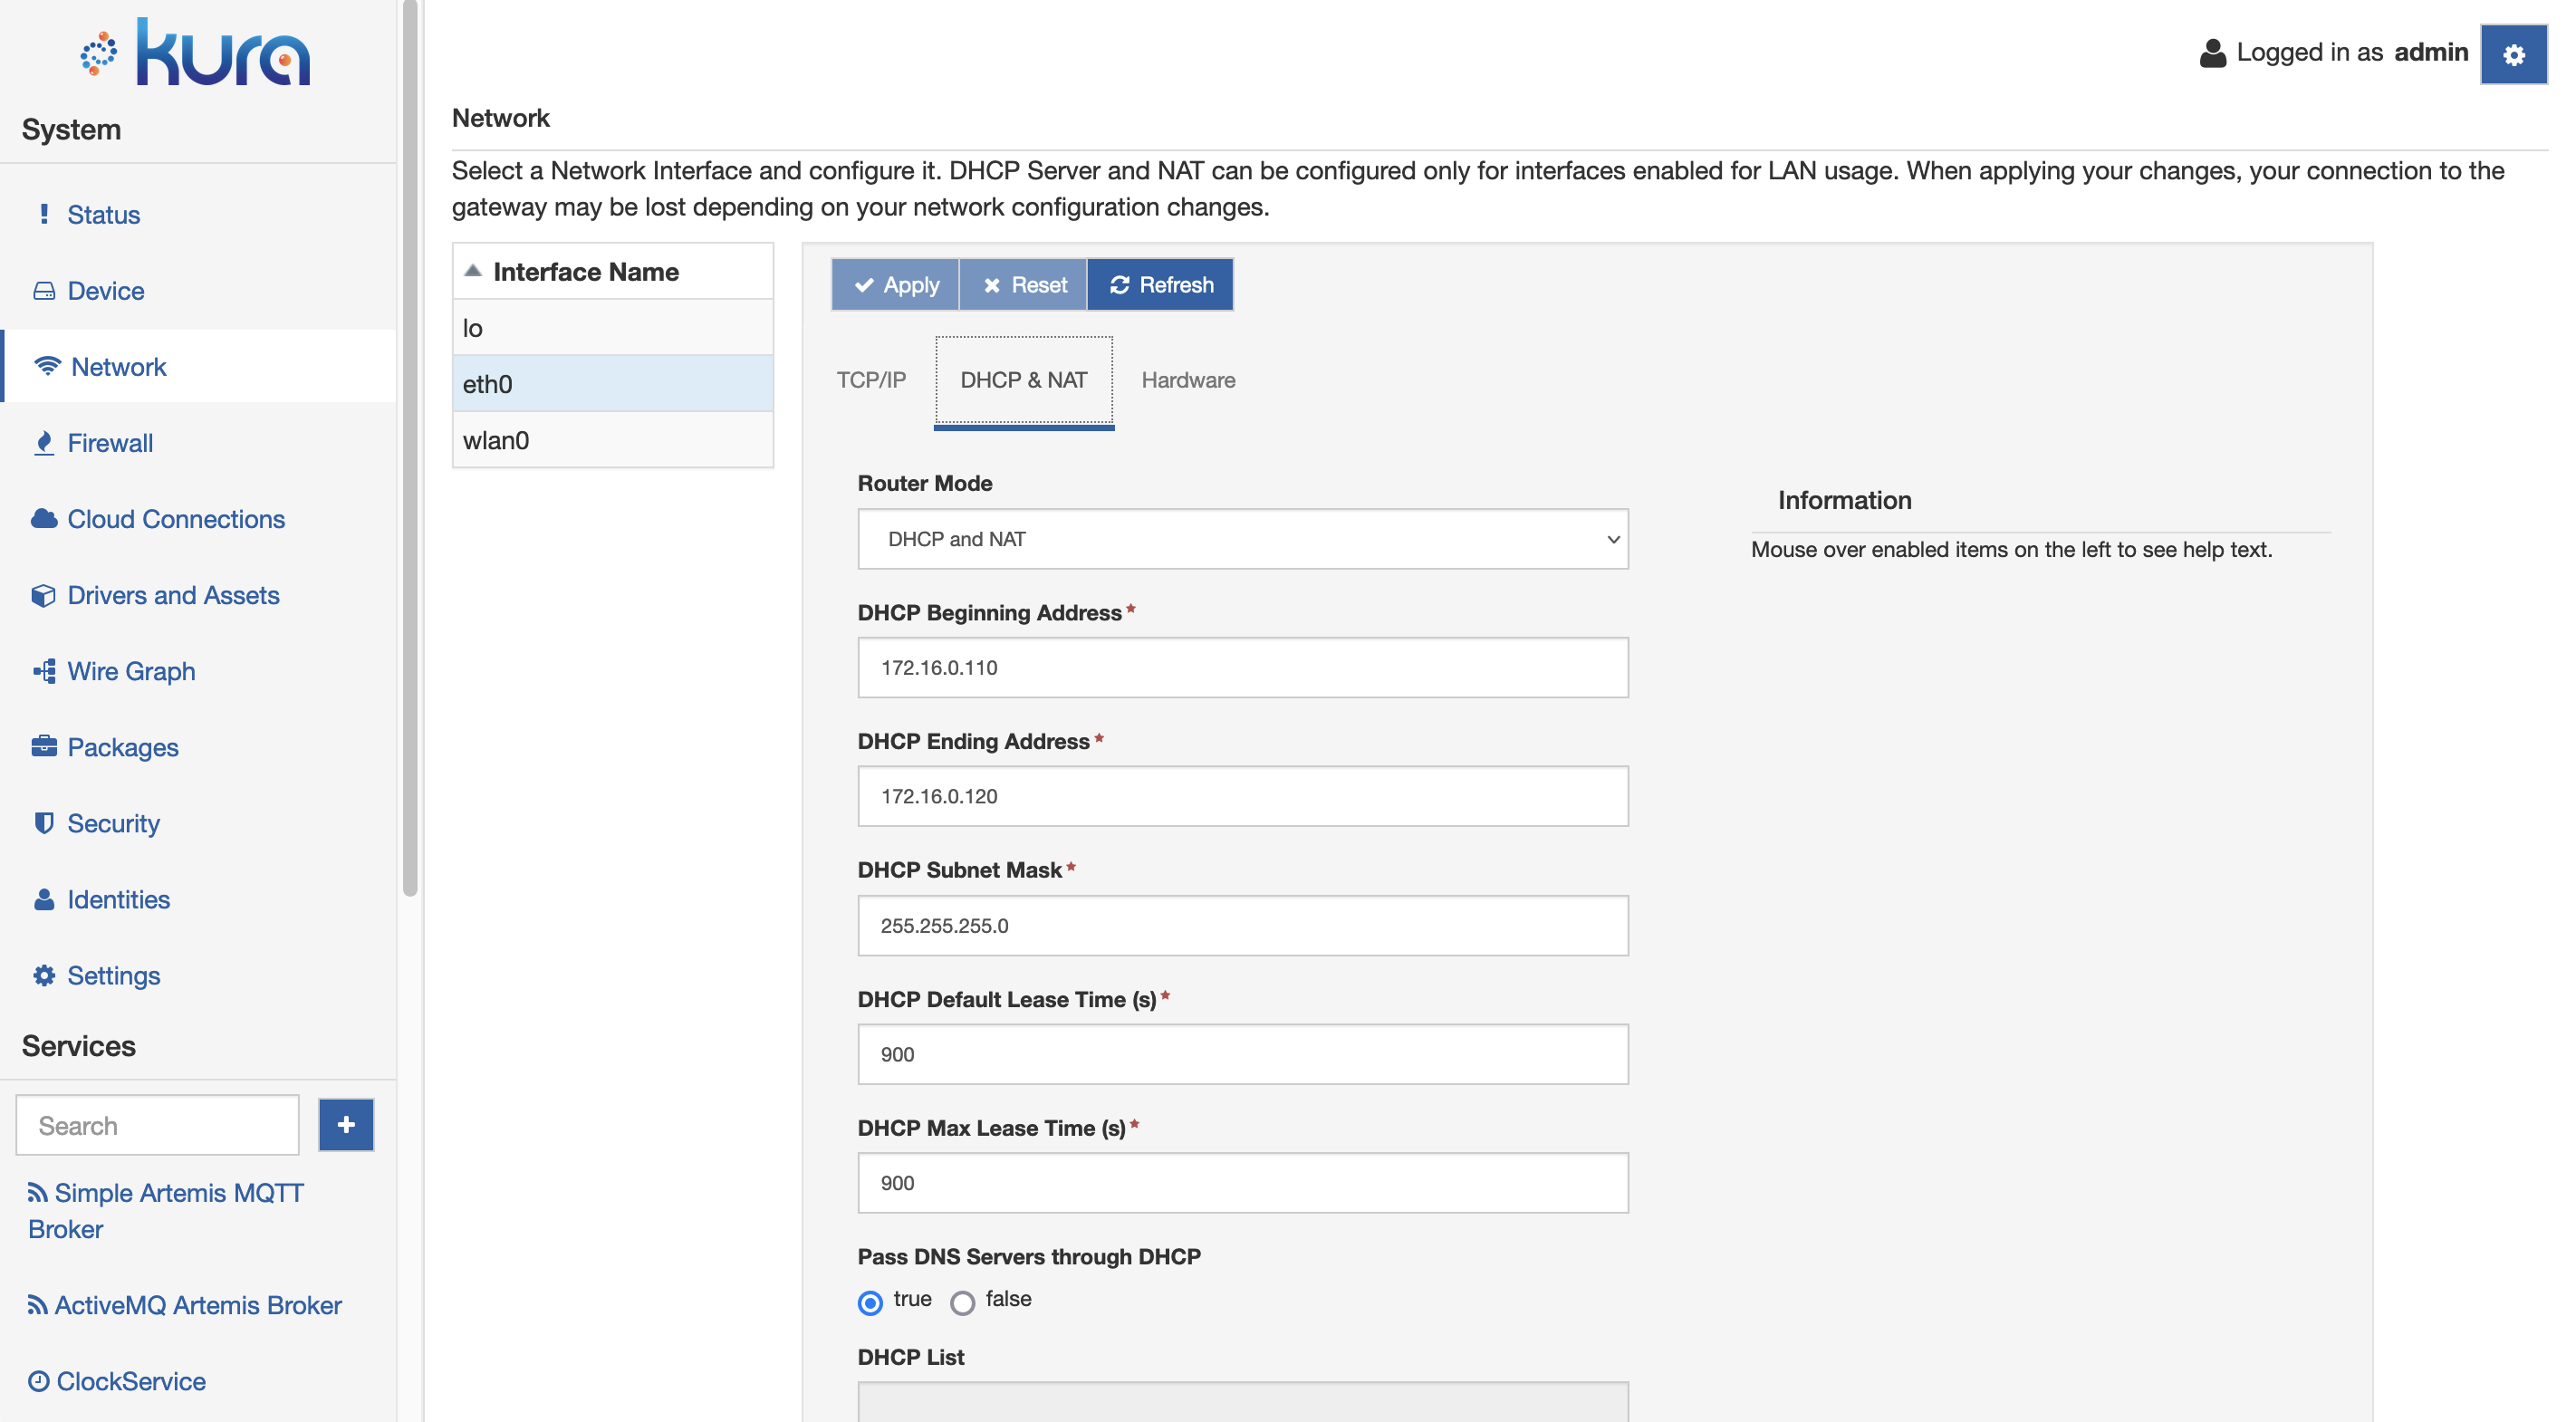 kura
System
Status
Device
Network
Firewall
Cloud Connections
Drivers and Assets
Wire Graph
Packages
Security
Identities
Settings
Services
Search
Simple Artemis MQTT
Broker
ActiveMQ Artemis Broker
ClockService
Logged in as admin
Network
Select a Network Interface and configure it. DHCP Server and NAT can be configured only for interfaces enabled for LAN usage. When applying your changes, your connection to the
gateway may be lost depending on your network configuration changes.
Interface Name
lo
eth0
wlan0
Apply Reset Refresh
TCP/IP DHCP & NAT Hardware
Router Mode
DHCP and NAT
DHCP Beginning Address*
172.16.0.110
DHCP Ending Address*
172.16.0.120
DHCP Subnet Mask*
255.255.255.0
DHCP Default Lease Time (s)*
900
DHCP Max Lease Time (s)*
900
Pass DNS Servers through DHCP
true false
DHCP List
Information
Mouse over enabled items on the left to see help text.